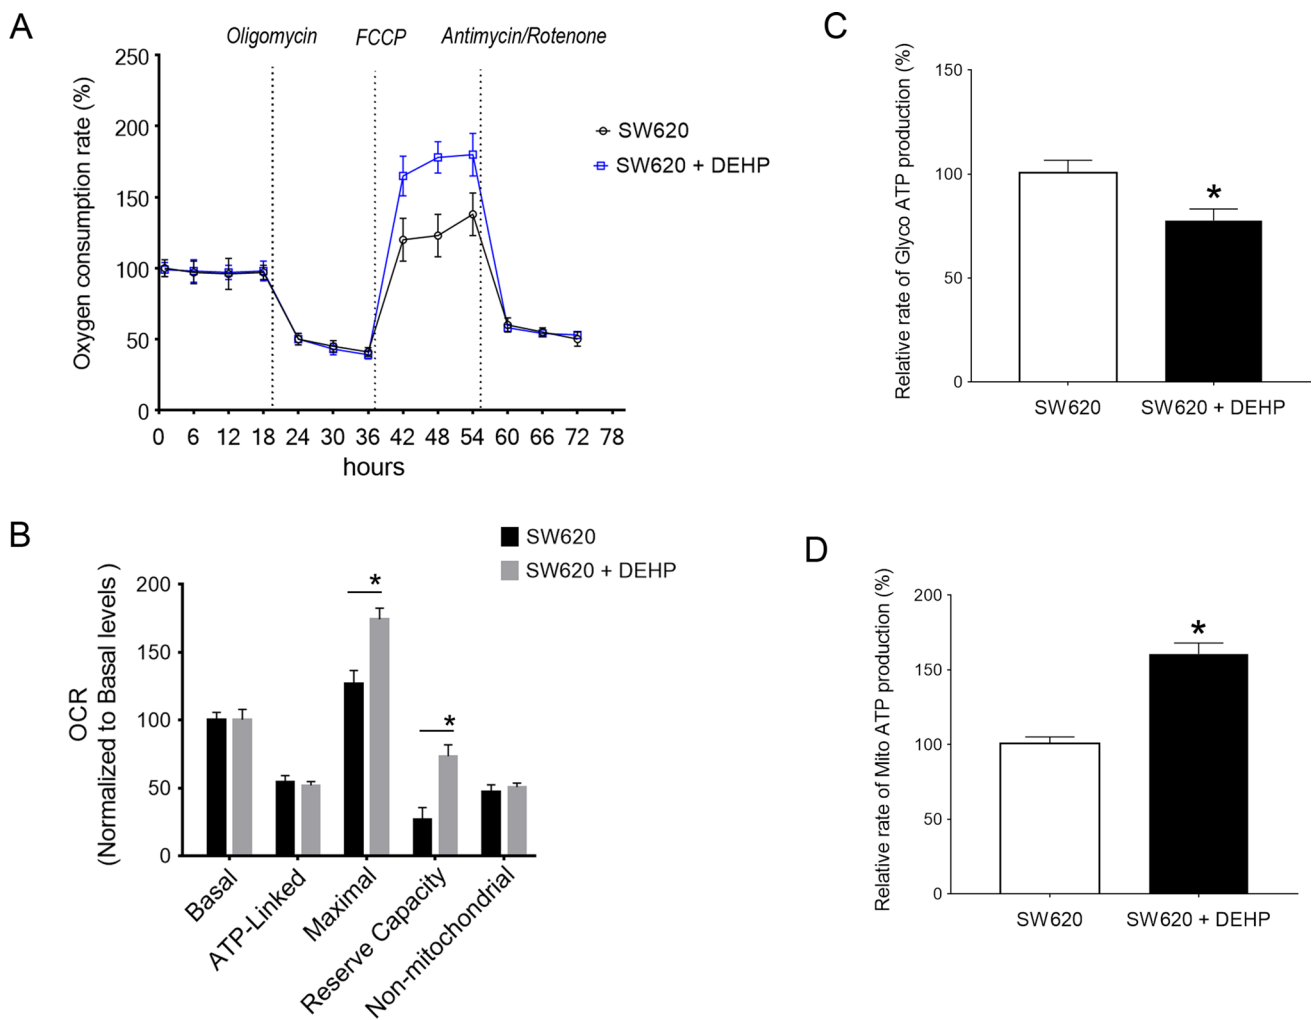 A
Oligomycin FCCP Antimycin/Rotenone
Oxygen consumption rate (%)
250
200
150
100
50
0
0 6 12 18 24 30 36 42 48 54 60 66 72 78
hours
SW620
SW620 + DEHP
B
SW620
SW620 + DEHP
OCR
(Normalized to Basal levels )
200
150
100
50
0
*
*
Basal
ATP-Linked
Maximal
Reserve Capacity
Non-mitochondrial
C
Relative rate of Glyco ATP production (%)
150
100
50
0
*
SW620 SW620 + DEHP
D
Relative rate of Mito ATP production (%)
200
150
100
50
0
*
SW620 SW620 + DEHP